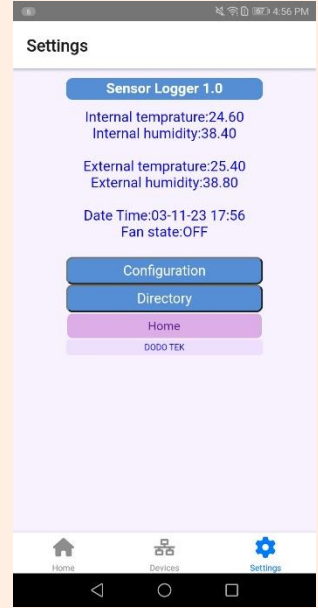 4:56 PM
Settings
Sensor Logger 1.0
Internal temprature:24.60
Internal humidity:38.40
External temprature:25.40
External humidity:38.80
Date Time:03-11-23 17:56
Fan state:OFF
Configuration
Directory
Home
DODO TEK
Home Devices Settings